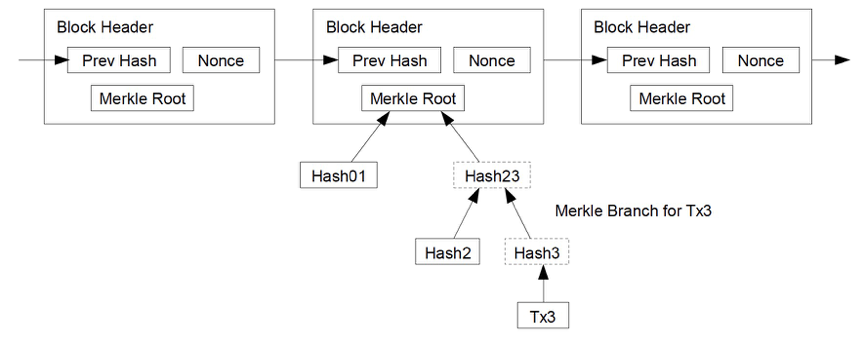 Block Header
Block Header
Block Header
Prev Hash
Nonce
Prev Hash
Nonce
Prev Hash
Nonce
Merkle Root
Merkle Root
Merkle Root
Hash01
Hash23
Merkle Branch for Tx3
Hash2
Hash3
Tx3